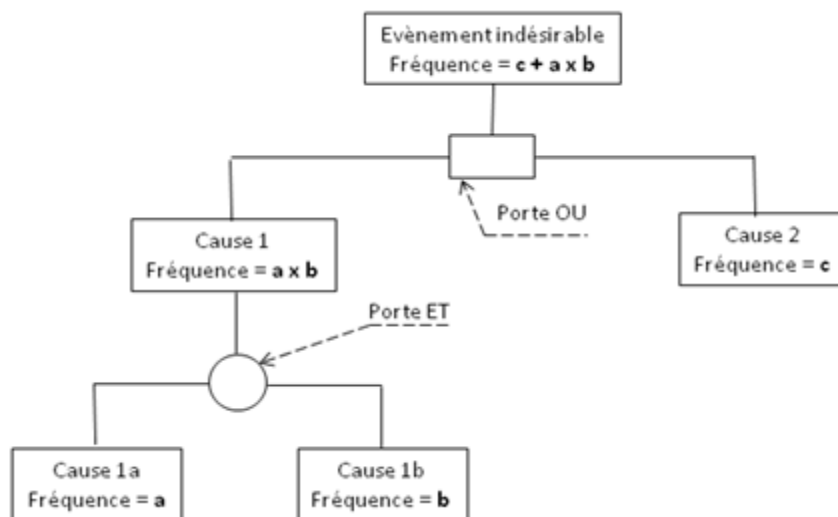 Evènement indésirable
Fréquence = c + a x b
Porte OU
Cause 1
Fréquence = a x b
Cause 2
Fréquence = c
Porte ET
Cause 1a
Fréquence = a
Cause 1b
Fréquence = b